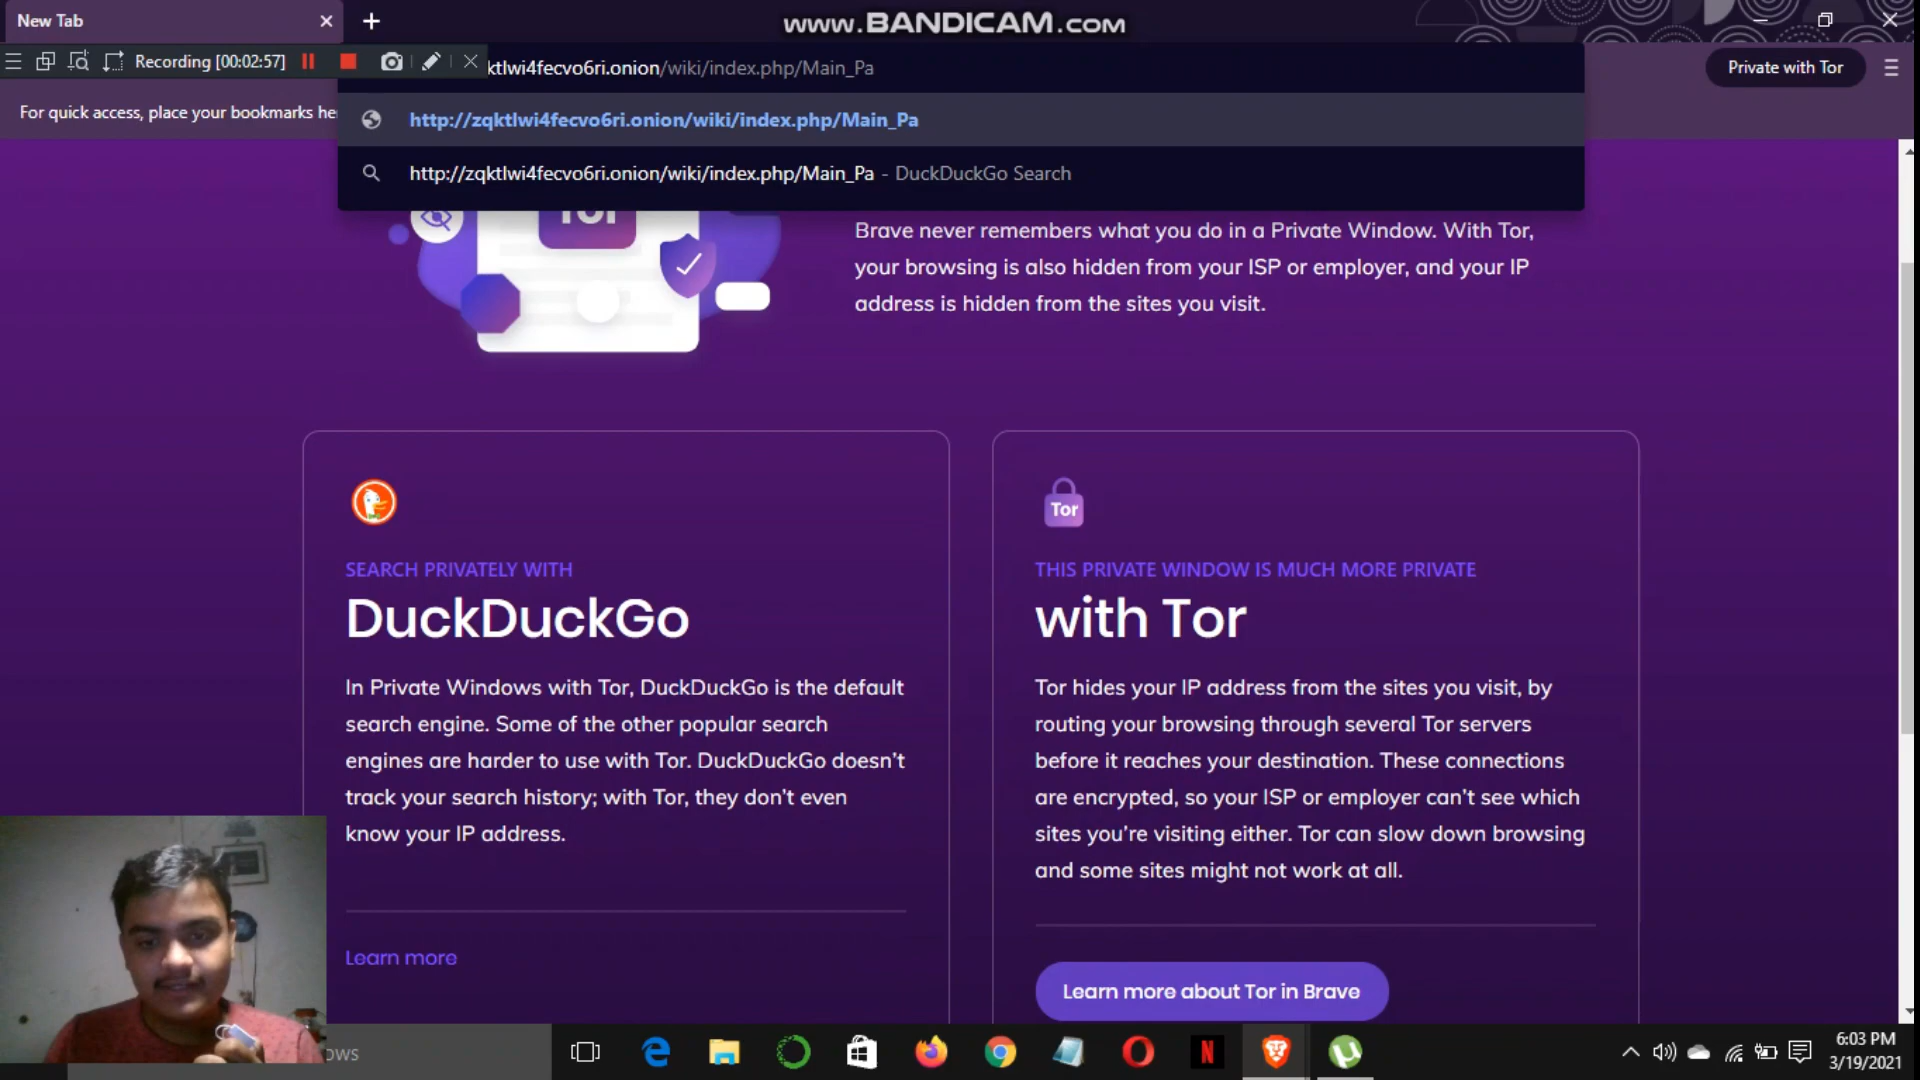 New Tab
www.BANDICAM.com
Recording [00:02:57]
ktlwi4fecvo6ri.onion/wiki/index.php/Main_Pa
Private with Tor
For quick access, place your bookmarks he
http://zqktlwi4fecvo6ri.onion/wiki/index.php/Main_Pa
http://zqktlwi4fecvo6ri.onion/wiki/index.php/Main_Pa - DuckDuckGo Search
Tor
Brave never remembers what you do in a Private Window. With Tor,
your browsing is also hidden from your ISP or employer, and your IP
address is hidden from the sites you visit.
SEARCH PRIVATELY WITH
DuckDuckGo
In Private Windows with Tor, DuckDuckGo is the default
search engine. Some of the other popular search
engines are harder to use with Tor. DuckDuckGo doesn't
track your search history; with Tor, they don't even
know your IP address.
Learn more
Tor
THIS PRIVATE WINDOW IS MUCH MORE PRIVATE
with Tor
Tor hides your IP address from the sites you visit, by
routing your browsing through several Tor servers
before it reaches your destination. These connections
are encrypted, so your ISP or employer can't see which
sites you're visiting either. Tor can slow down browsing
and some sites might not work at all.
Learn more about Tor in Brave
ows
6:03 PM
3/19/2021